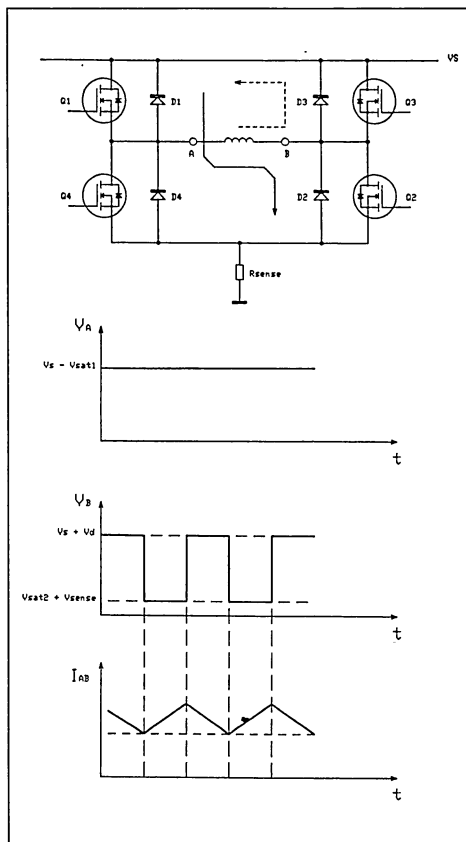 VS
Q1 D1 D3 Q3
A B
Q4 D4 D2 Q2
Rsense
VA
Vs - Vsat1
t
VB
Vs + Vd
Vsat2 + Vsense
t
IAB
t